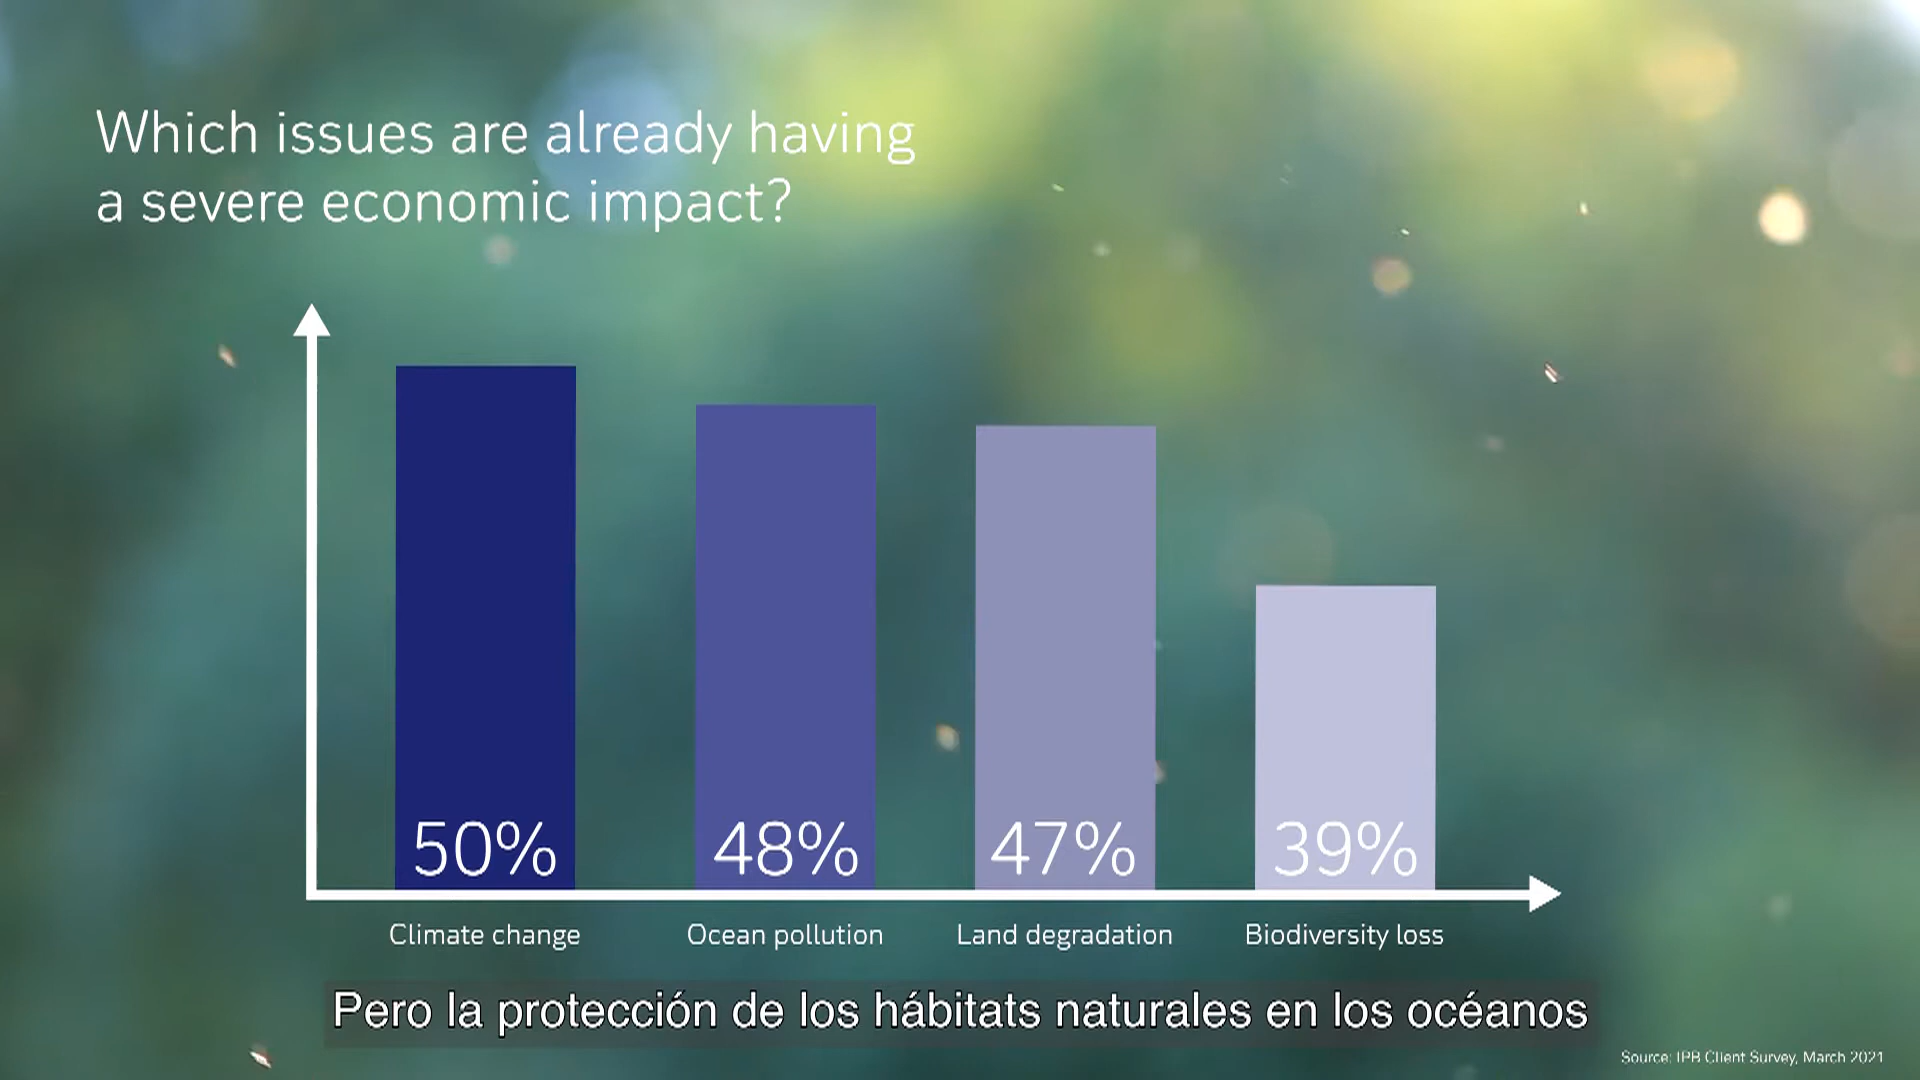 Which issues are already having
a severe economic impact?
50%
48%
47%
39%
Climate change
Ocean pollution
Land degradation
Biodiversity loss
Pero la protección de los hábitats naturales en los océanos
Source: IPB Client Survey, March 2021